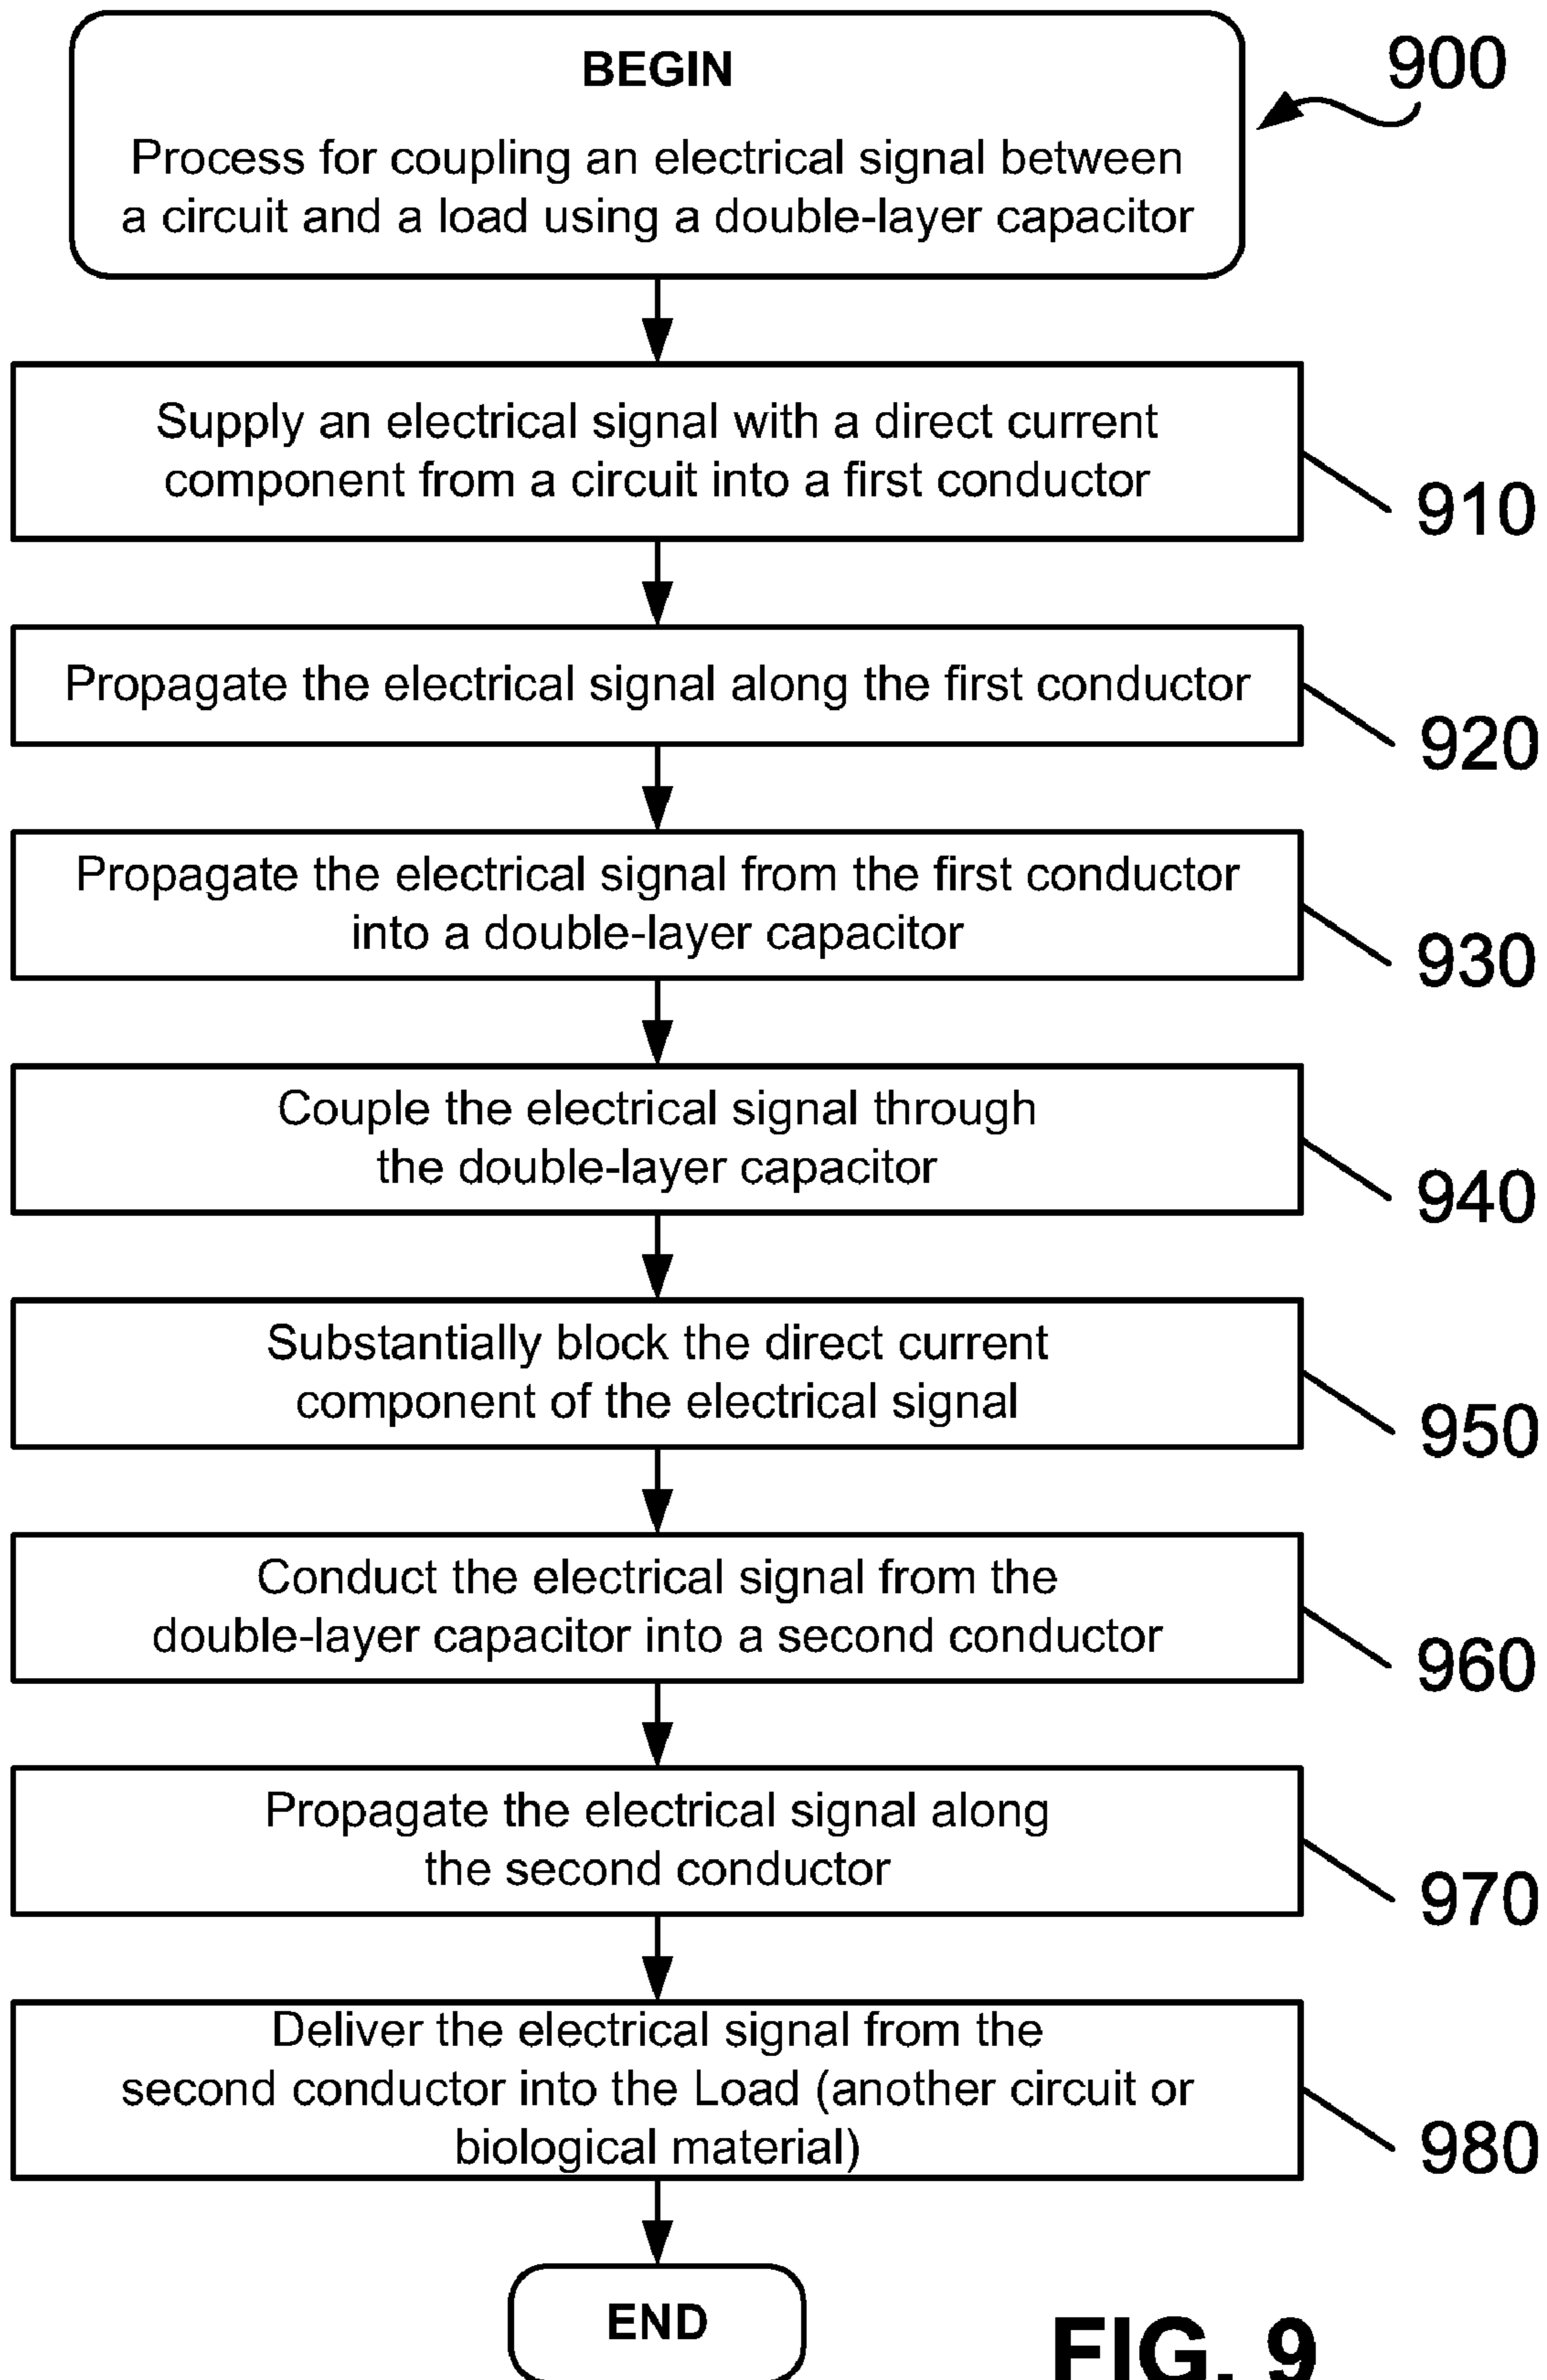 BEGIN
900
Process for coupling an electrical signal between
a circuit and a load using a double-layer capacitor
Supply an electrical signal with a direct current
component from a circuit into a first conductor
910
Propagate the electrical signal along the first conductor
920
Propagate the electrical signal from the first conductor
into a double-layer capacitor
930
Couple the electrical signal through
the double-layer capacitor
940
Substantially block the direct current
component of the electrical signal
950
Conduct the electrical signal from the
double-layer capacitor into a second conductor
960
Propagate the electrical signal along
the second conductor
970
Deliver the electrical signal from the
second conductor into the Load (another circuit or
biological material)
980
END
FIG. 9